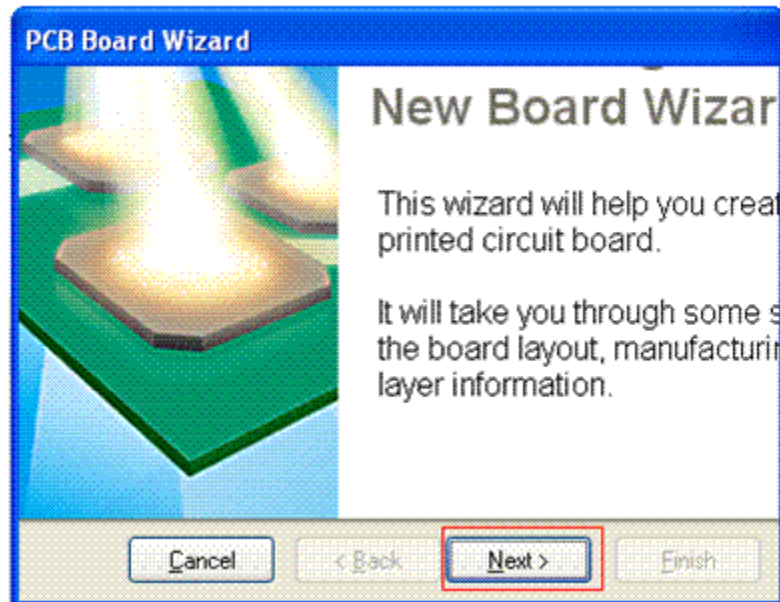 PCB Board Wizard
New Board Wizar
This wizard will help you creat
printed circuit board.
It will take you through some s
the board layout, manufacturin
layer information.
Cancel
< Back
Next >
Finish